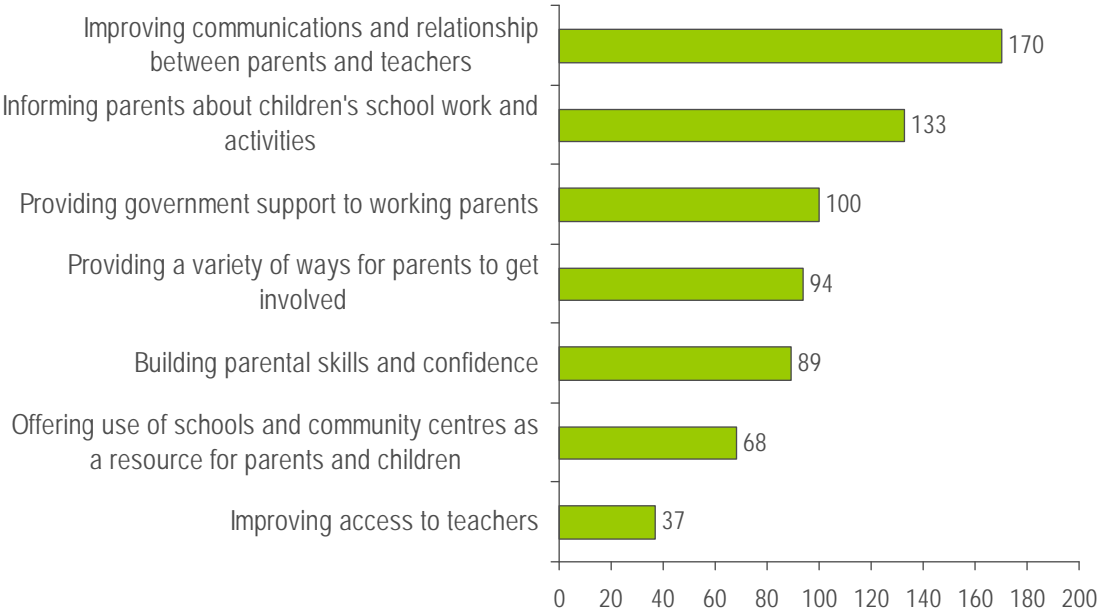 Improving communications and relationship
between parents and teachers
170
Informing parents about children's school work and
activities
133
Providing government support to working parents
100
Providing a variety of ways for parents to get
involved
94
Building parental skills and confidence
89
Offering use of schools and community centres as
a resource for parents and children
68
Improving access to teachers
37
0 20 40 60 80 100 120 140 160 180 200